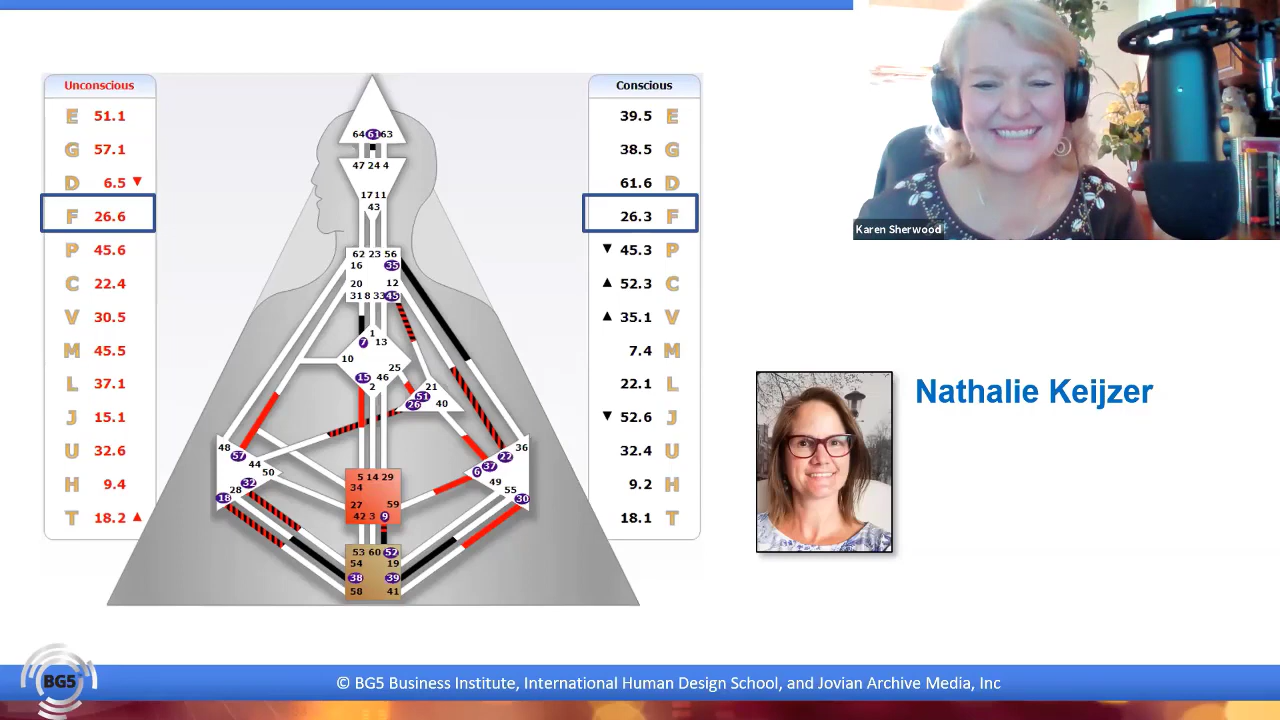 Unconscious
E 51.1
G 57.1
D 6.5 ▼
F 26.6
P 45.6
C 22.4
V 30.5
M 45.5
L 37.1
J 15.1
U 32.6
H 9.4
T 18.2 ▲
64 61 63
47 24 4
17 11
43
62 23 56
16 35
20 12
31 8 33 45
1
7 13
10
25
15 46
2
21
51
26 40
48 36
57 22
44 6 37
50 49
32
28 55
18 30
5 14 29
34
27 59
42 3 9
53 60 52
54 19
38 39
58 41
Conscious
39.5 E
38.5 G
61.6 D
26.3 F
▼ 45.3 P
▲ 52.3 C
▲ 35.1 V
7.4 M
22.1 L
▼ 52.6 J
32.4 U
9.2 H
18.1 T
Karen Sherwood
Nathalie Keijzer
BG5
© BG5 Business Institute, International Human Design School, and Jovian Archive Media, Inc